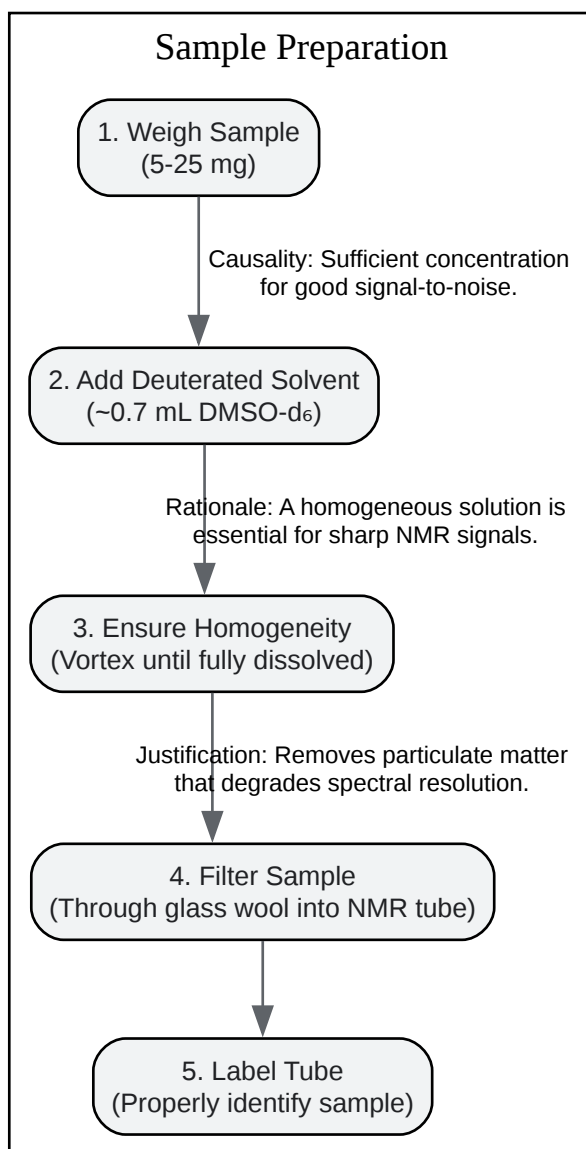 Sample Preparation
1. Weigh Sample
(5-25 mg)
Causality: Sufficient concentration
for good signal-to-noise.
2. Add Deuterated Solvent
(~0.7 mL DMSO-d₆)
Rationale: A homogeneous solution is
essential for sharp NMR signals.
3. Ensure Homogeneity
(Vortex until fully dissolved)
Justification: Removes particulate matter
that degrades spectral resolution.
4. Filter Sample
(Through glass wool into NMR tube)
5. Label Tube
(Properly identify sample)